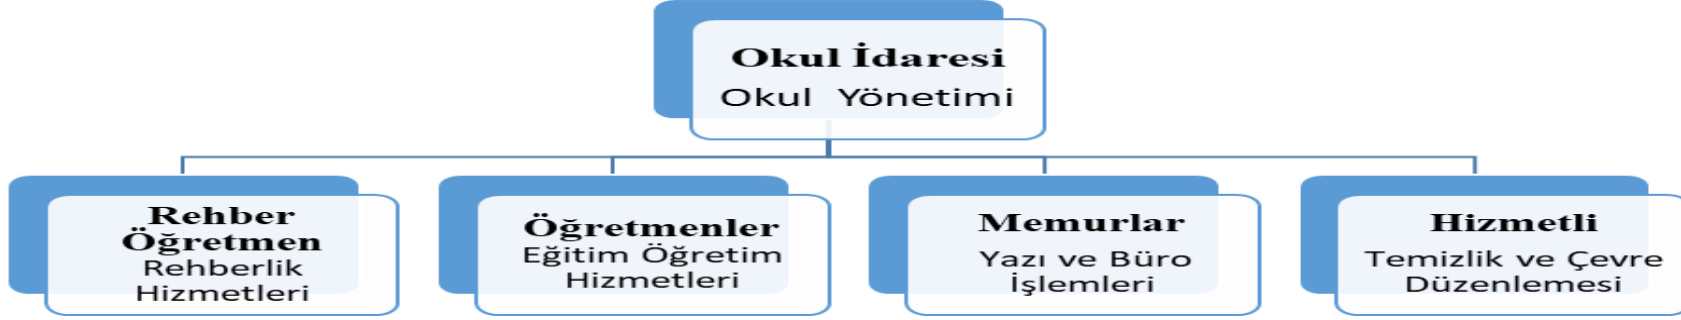 Okul İdaresi
Okul Yönetimi
Rehber
Öğretmen
Rehberlik
Hizmetleri
Öğretmenler
Eğitim Öğretim
Hizmetleri
Memurlar
Yazı ve Büro
İşlemleri
Hizmetli
Temizlik ve Çevre
Düzenlemesi